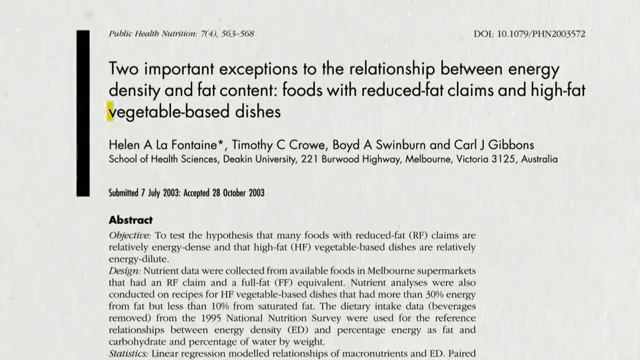 Public Health Nutrition: 7(4), 563–568
DOI: 10.1079/PHN2003572
Two important exceptions to the relationship between energy
density and fat content: foods with reduced-fat claims and high-fat
vegetable-based dishes
Helen A La Fontaine*, Timothy C Crowe, Boyd A Swinburn and Carl J Gibbons
School of Health Sciences, Deakin University, 221 Burwood Highway, Melbourne, Victoria 3125, Australia
Submitted 7 July 2003: Accepted 28 October 2003
Abstract
Objective: To test the hypothesis that many foods with reduced-fat (RF) claims are
relatively energy-dense and that high-fat (HF) vegetable-based dishes are relatively
energy-dilute.
Design: Nutrient data were collected from available foods in Melbourne supermarkets
that had an RF claim and a full-fat (FF) equivalent. Nutrient analyses were also
conducted on recipes for HF vegetable-based dishes that had more than 30% energy
from fat but less than 10% from saturated fat. The dietary intake data (beverages
removed) from the 1995 National Nutrition Survey were used for the reference
relationships between energy density (ED) and percentage energy as fat and
carbohydrate and percentage of water by weight.
Statistics: Linear regression modelled relationships of macronutrients and ED. Paired